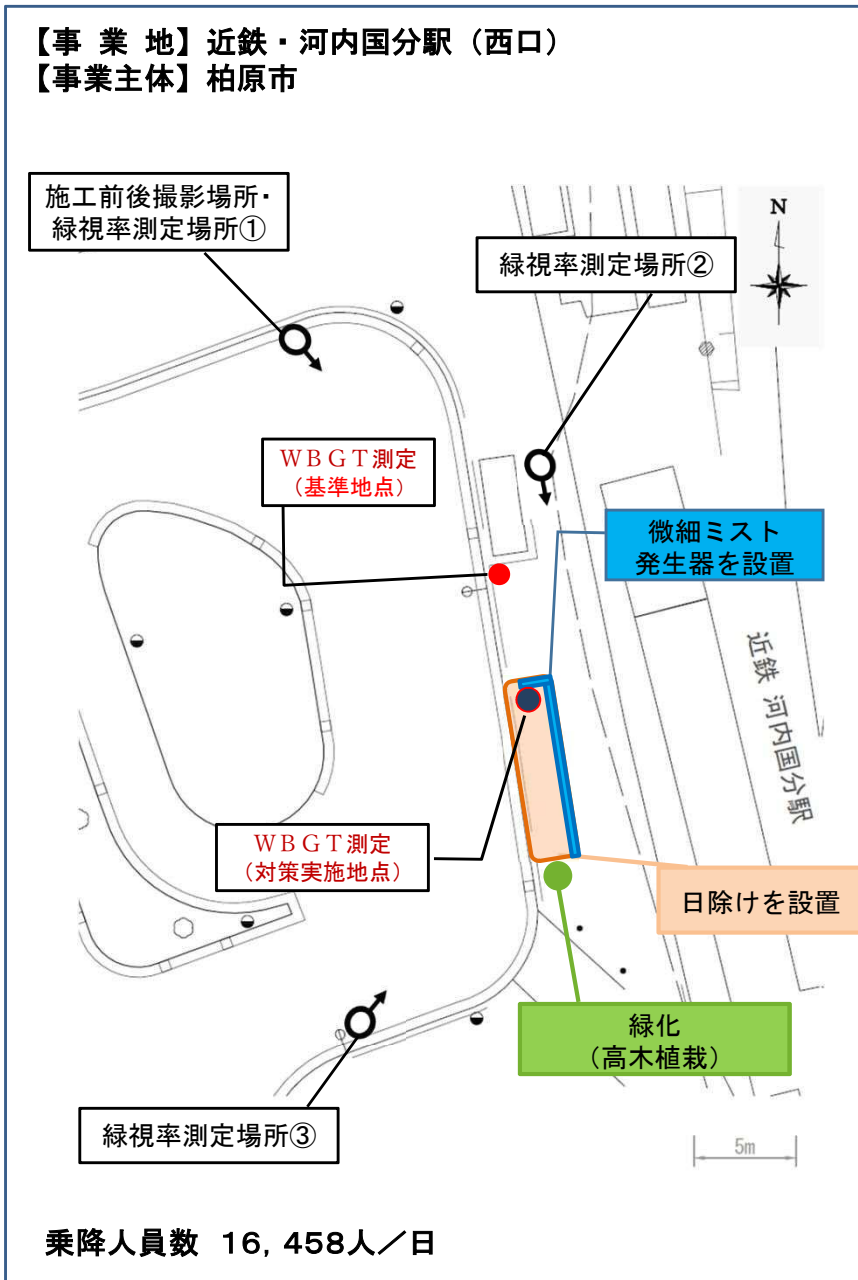 【事 業 地】近鉄・河内国分駅（西口）
【事業主体】柏原市
施工前後撮影場所・
緑視率測定場所①
N
緑視率測定場所②
ＷＢＧＴ測定
（基準地点）
微細ミスト
発生器を設置
近鉄 河内国分駅
ＷＢＧＴ測定
（対策実施地点）
日除けを設置
緑化
（高木植栽）
緑視率測定場所③
5m
乗降人員数 16,458人／日